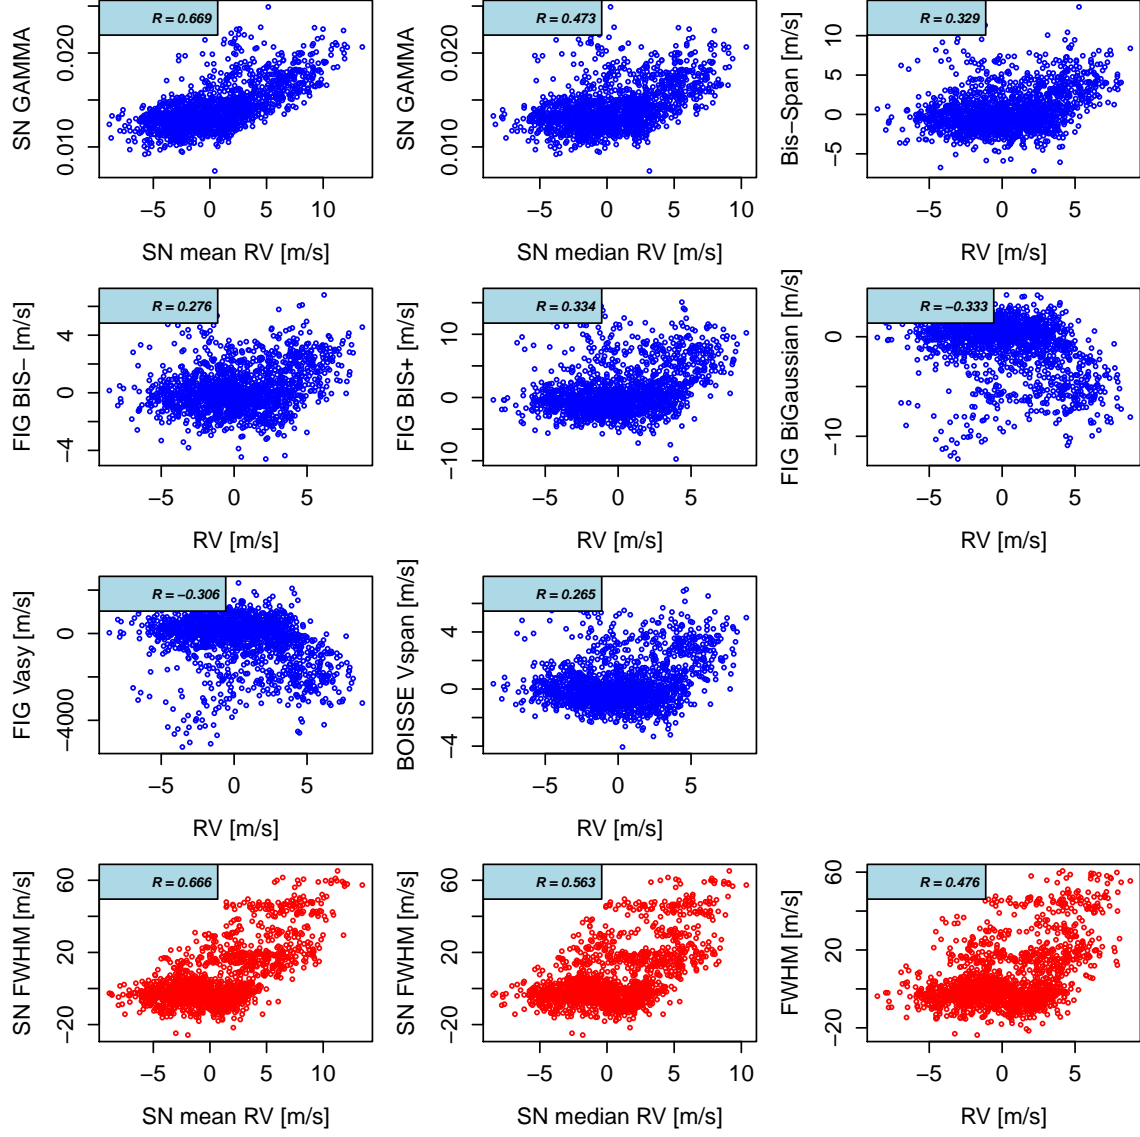 R = 0.669
0.020
0.010
SN GAMMA
−5 0 5 10
SN mean RV [m/s]
R = 0.473
0.020
0.010
SN GAMMA
−5 0 5 10
SN median RV [m/s]
R = 0.329
10
5
0
−5
Bis−Span [m/s]
−5 0 5
RV [m/s]
R = 0.276
4
0
−4
FIG BIS− [m/s]
−5 0 5
RV [m/s]
R = 0.334
10
0
−10
FIG BIS+ [m/s]
−5 0 5
RV [m/s]
R = −0.333
0
−10
FIG BiGaussian [m/s]
−5 0 5
RV [m/s]
R = −0.306
0
−4000
FIG Vasy [m/s]
−5 0 5
RV [m/s]
R = 0.265
4
0
−4
BOISSE Vspan [m/s]
−5 0 5
RV [m/s]
R = 0.666
60
20
−20
SN FWHM [m/s]
−5 0 5 10
SN mean RV [m/s]
R = 0.563
60
20
−20
SN FWHM [m/s]
−5 0 5 10
SN median RV [m/s]
R = 0.476
60
20
−20
FWHM [m/s]
−5 0 5
RV [m/s]